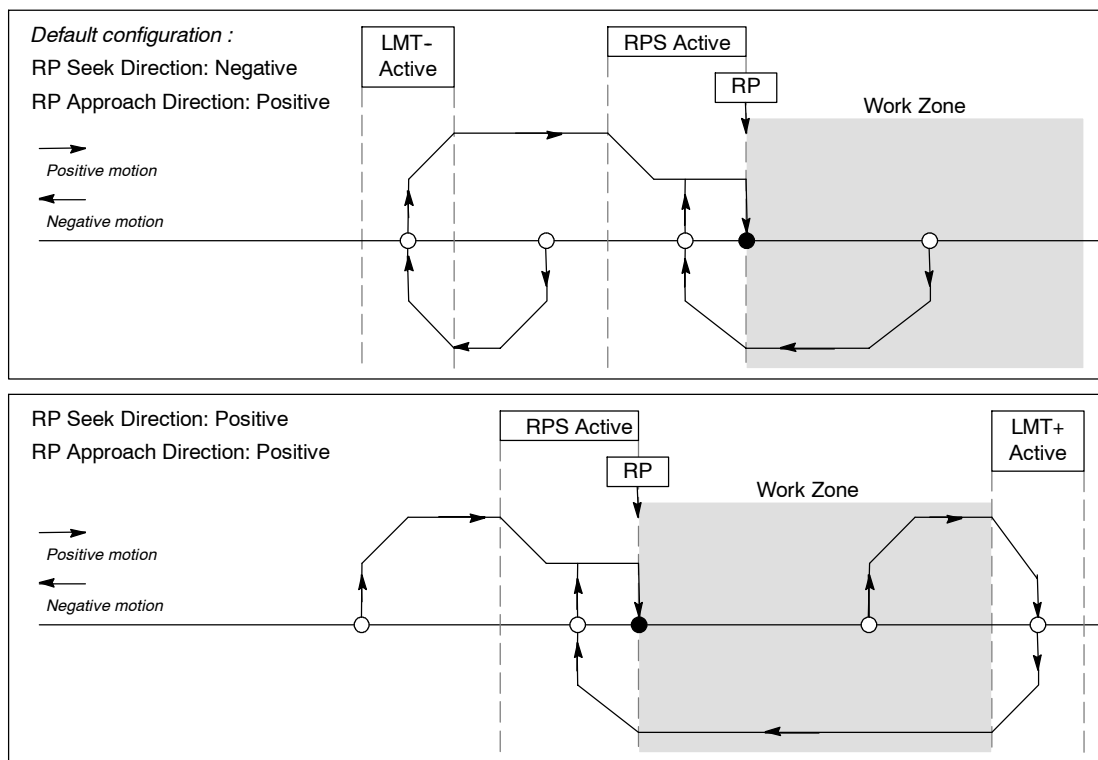 Default configuration :
RP Seek Direction: Negative
RP Approach Direction: Positive
LMT-
Active
RPS Active
RP
Work Zone
Positive motion
Negative motion
RP Seek Direction: Positive
RP Approach Direction: Positive
RPS Active
RP
LMT+
Active
Work Zone
Positive motion
Negative motion